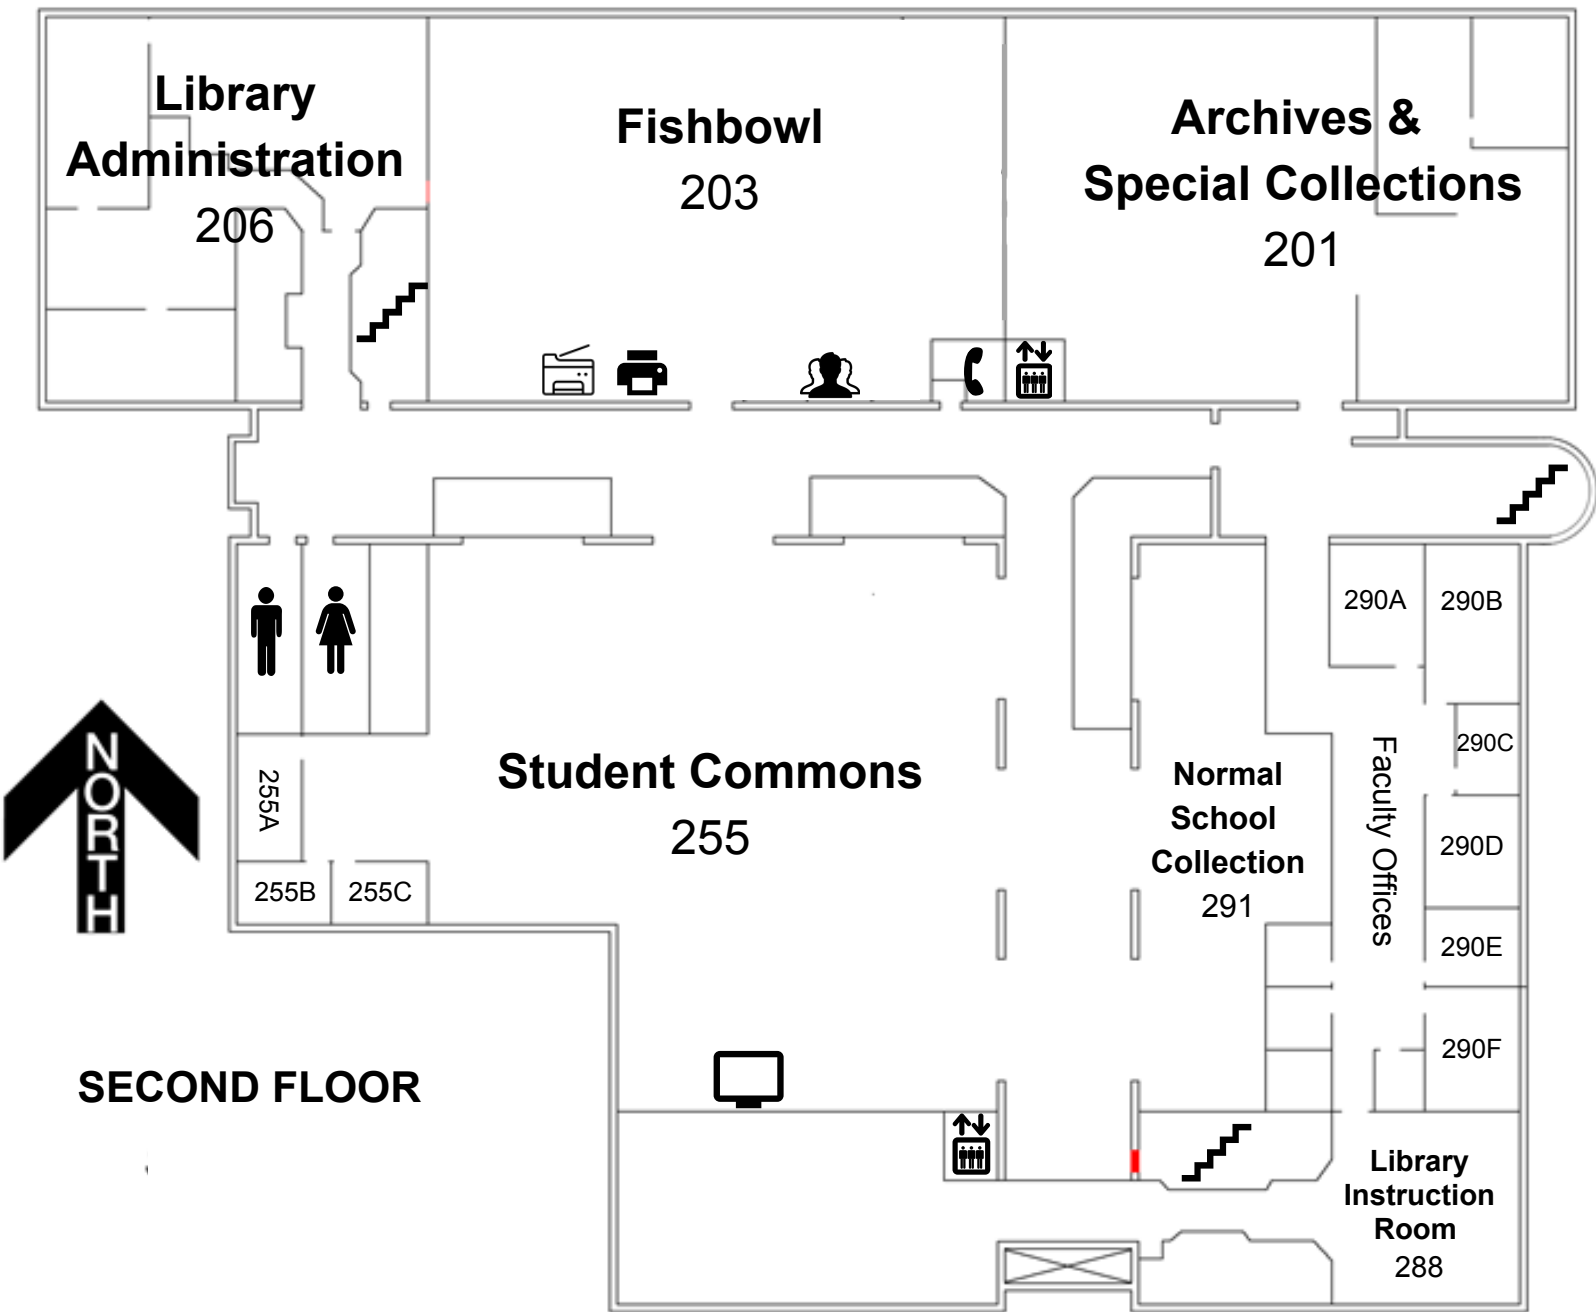 Library
Administration
206
Fishbowl
203
Archives &
Special Collections
201
290A
290B
290C
290D
290E
290F
Faculty Offices
Student Commons
255
255A
255B
255C
Normal
School
Collection
291
NORTH
SECOND FLOOR
Library
Instruction
Room
288